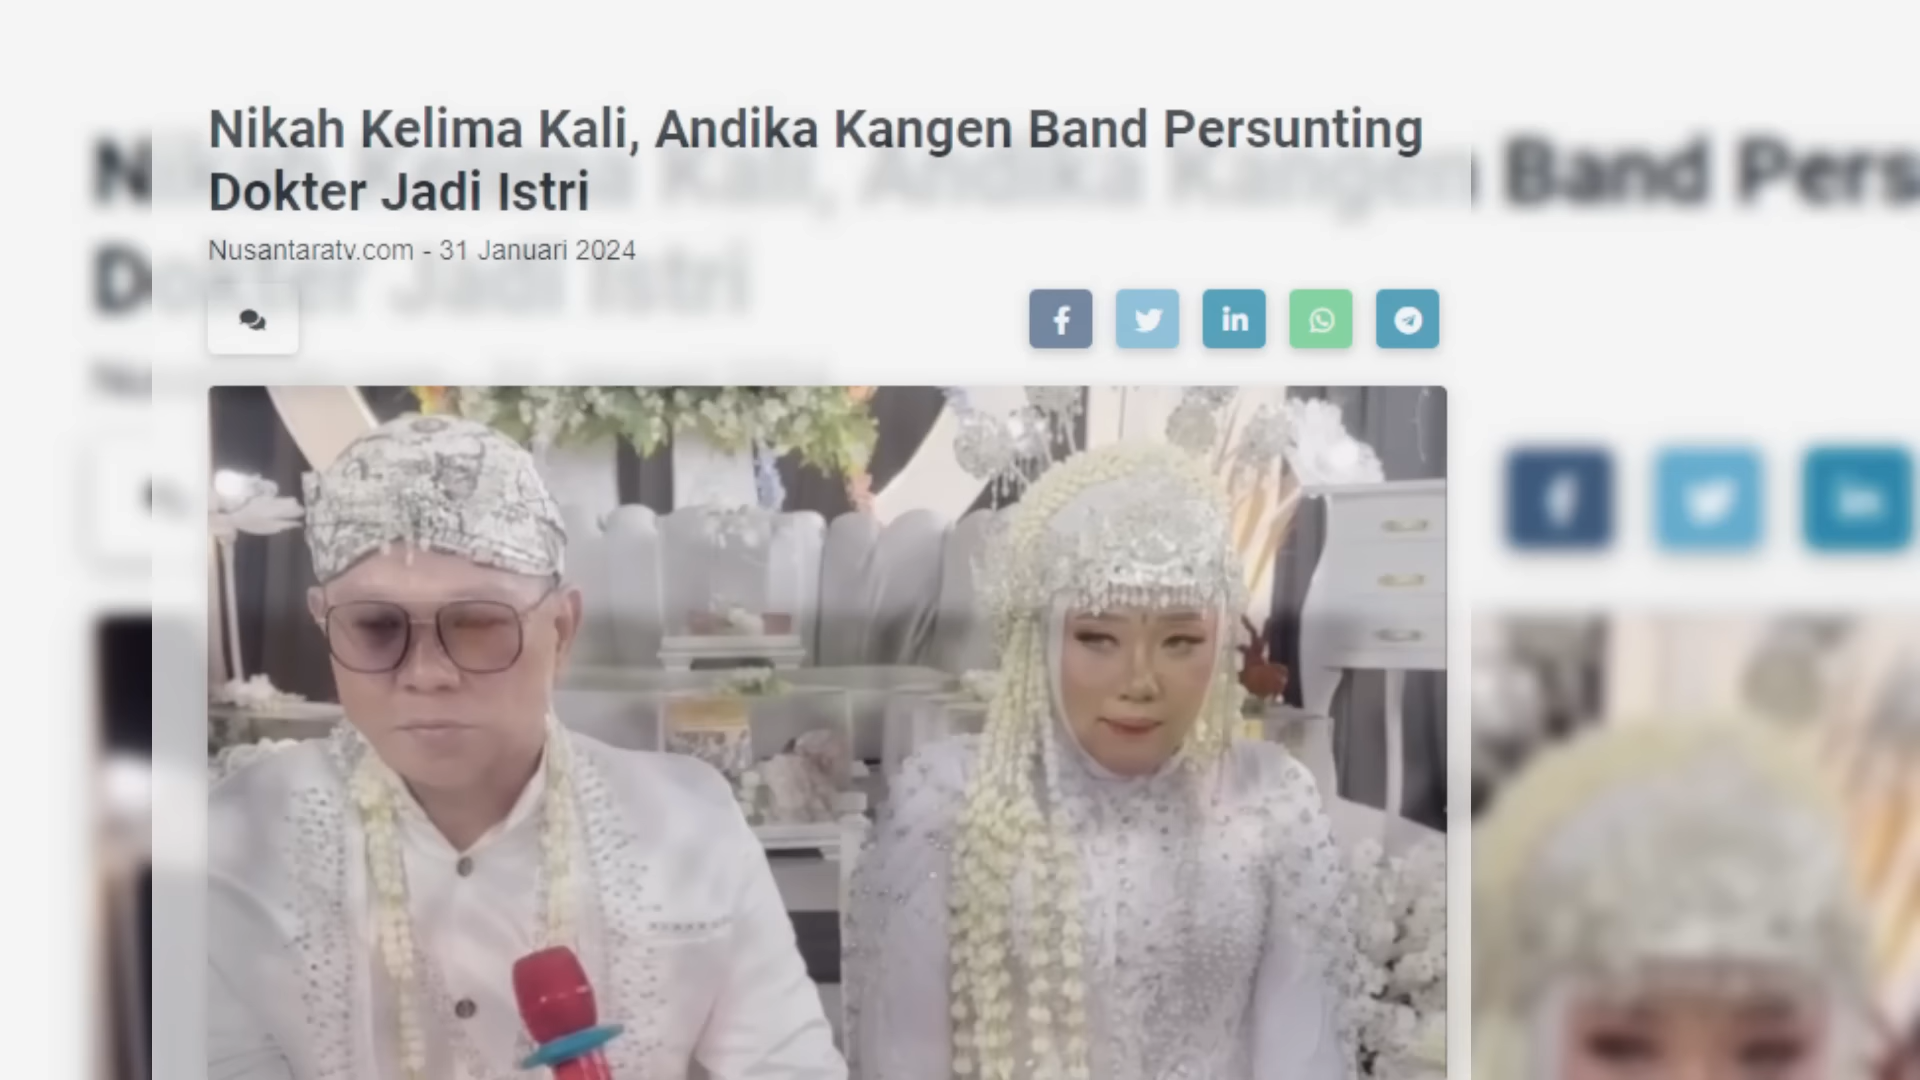 Nikah Kelima Kali, Andika Kangen Band Persunting
Dokter Jadi Istri
Nusantaratv.com - 31 Januari 2024